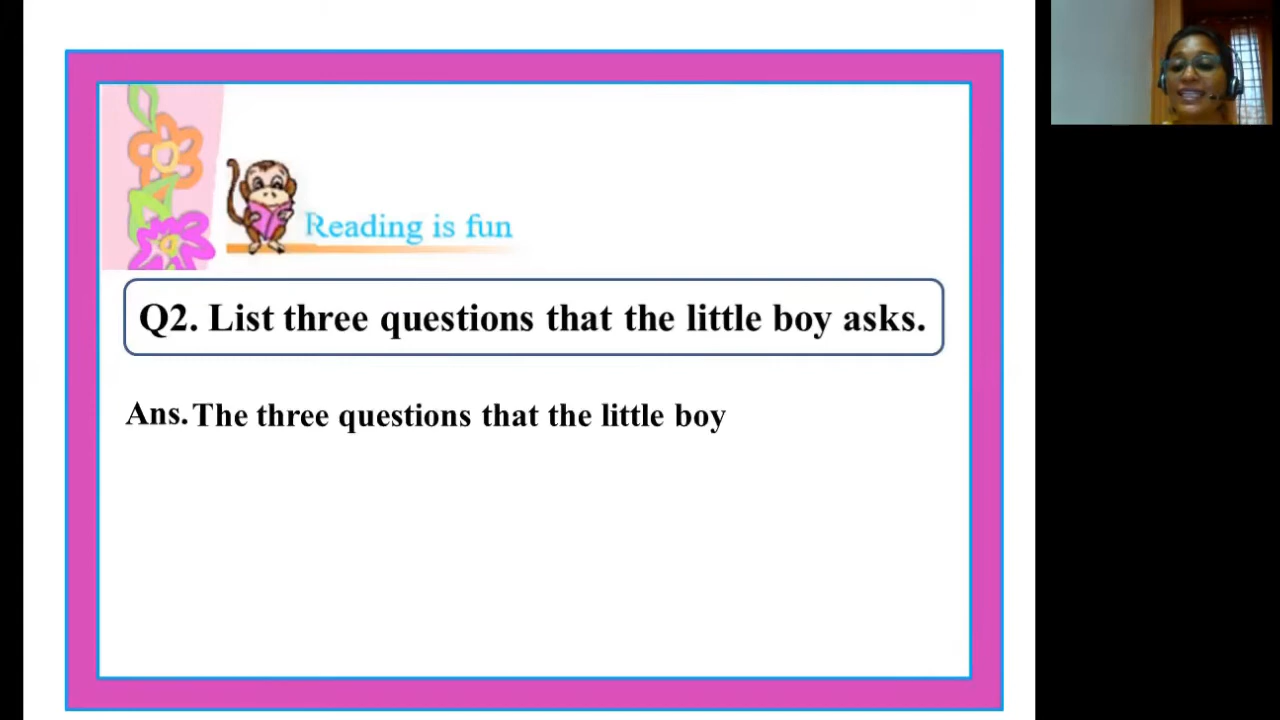 Reading is fun
Q2. List three questions that the little boy asks.
Ans. The three questions that the little boy